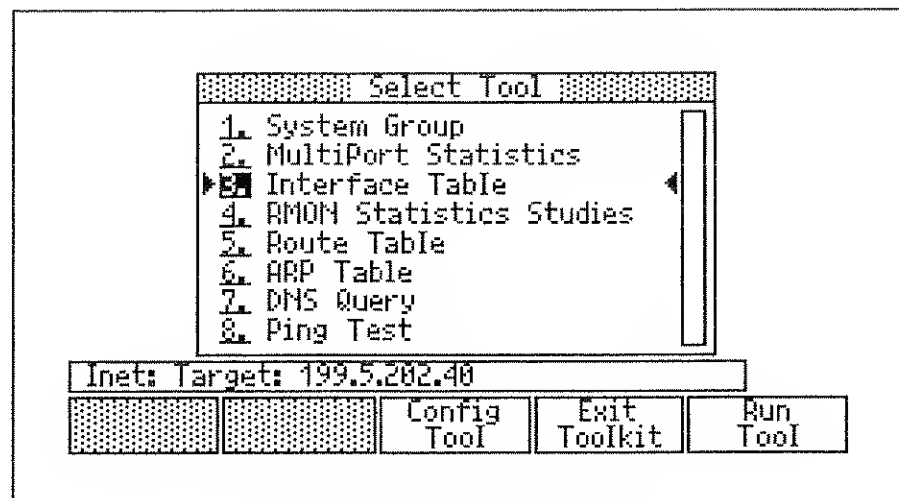 Select Tool
1. System Group
2. MultiPort Statistics
3. Interface Table
4. RMON Statistics Studies
5. Route Table
6. ARP Table
7. DNS Query
8. Ping Test
Inet: Target: 199.5.202.40
Config Tool
Exit Toolkit
Run Tool